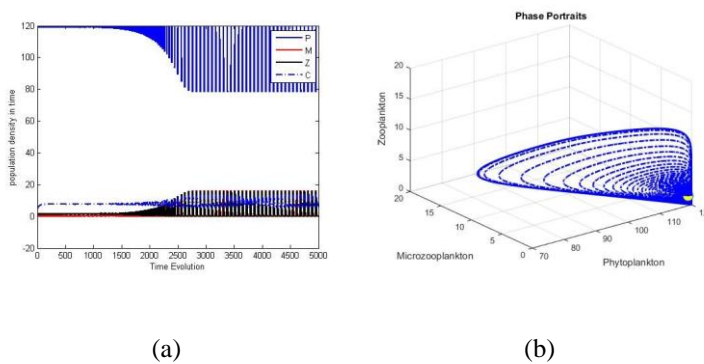 120
100
80
60
40
20
0
-20
0 500 1000 1500 2000 2500 3000 3500 4000 4500 5000
population density in time
Time Evolution
P
M
Z
C
Phase Portraits
20
15
10
5
0
Zooplankton
20
15
10
5
0
Microzooplankton
70
80
90
100
110
Phytoplankton
(a)
(b)